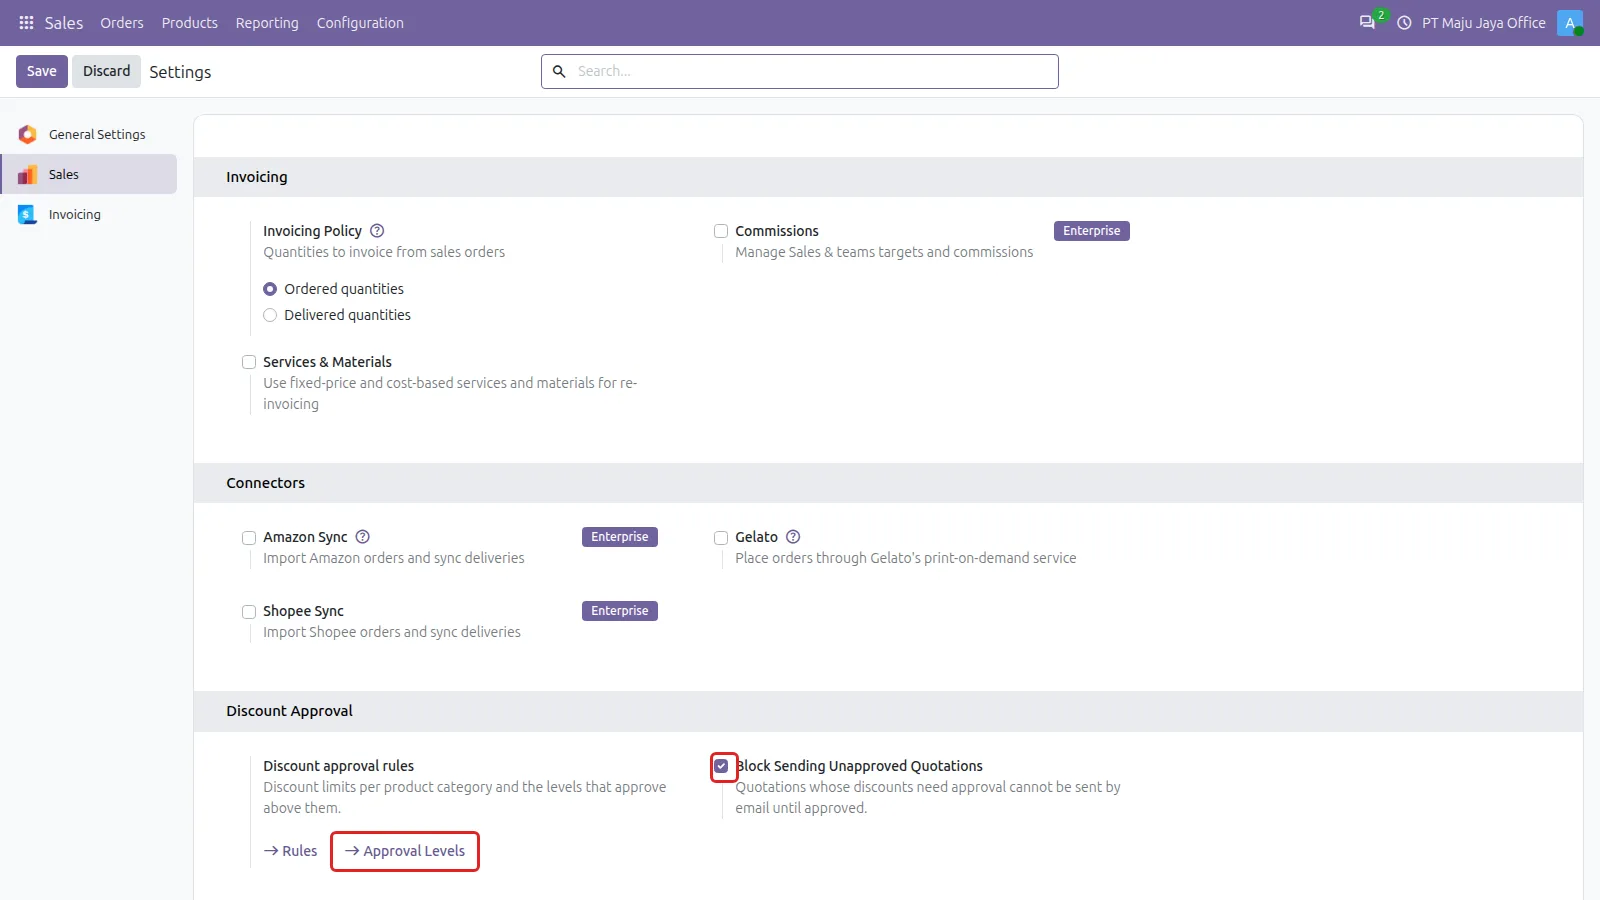 Sales Orders Products Reporting Configuration 2 PT Maju Jaya Office A
Save Discard Settings Search...
General Settings
Sales
Invoicing
Invoicing
Invoicing Policy ? Commissions Enterprise
Quantities to invoice from sales orders Manage Sales & teams targets and commissions
Ordered quantities
Delivered quantities
Services & Materials
Use fixed-price and cost-based services and materials for re-
invoicing
Connectors
Amazon Sync ? Enterprise Gelato ?
Import Amazon orders and sync deliveries Place orders through Gelato's print-on-demand service
Shopee Sync Enterprise
Import Shopee orders and sync deliveries
Discount Approval
Discount approval rules Block Sending Unapproved Quotations
Discount limits per product category and the levels that approve Quotations whose discounts need approval cannot be sent by
above them. email until approved.
→ Rules → Approval Levels